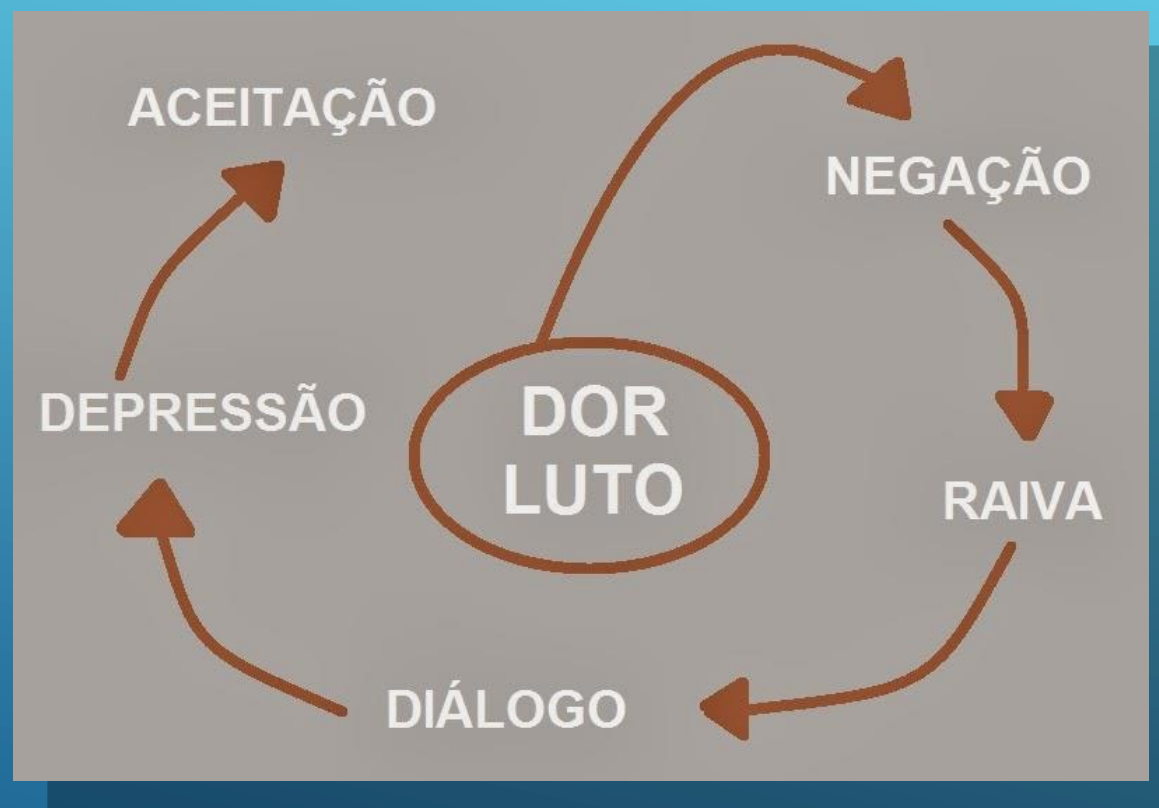 DOR
LUTO
NEGAÇÃO
RAIVA
DIÁLOGO
DEPRESSÃO
ACEITAÇÃO